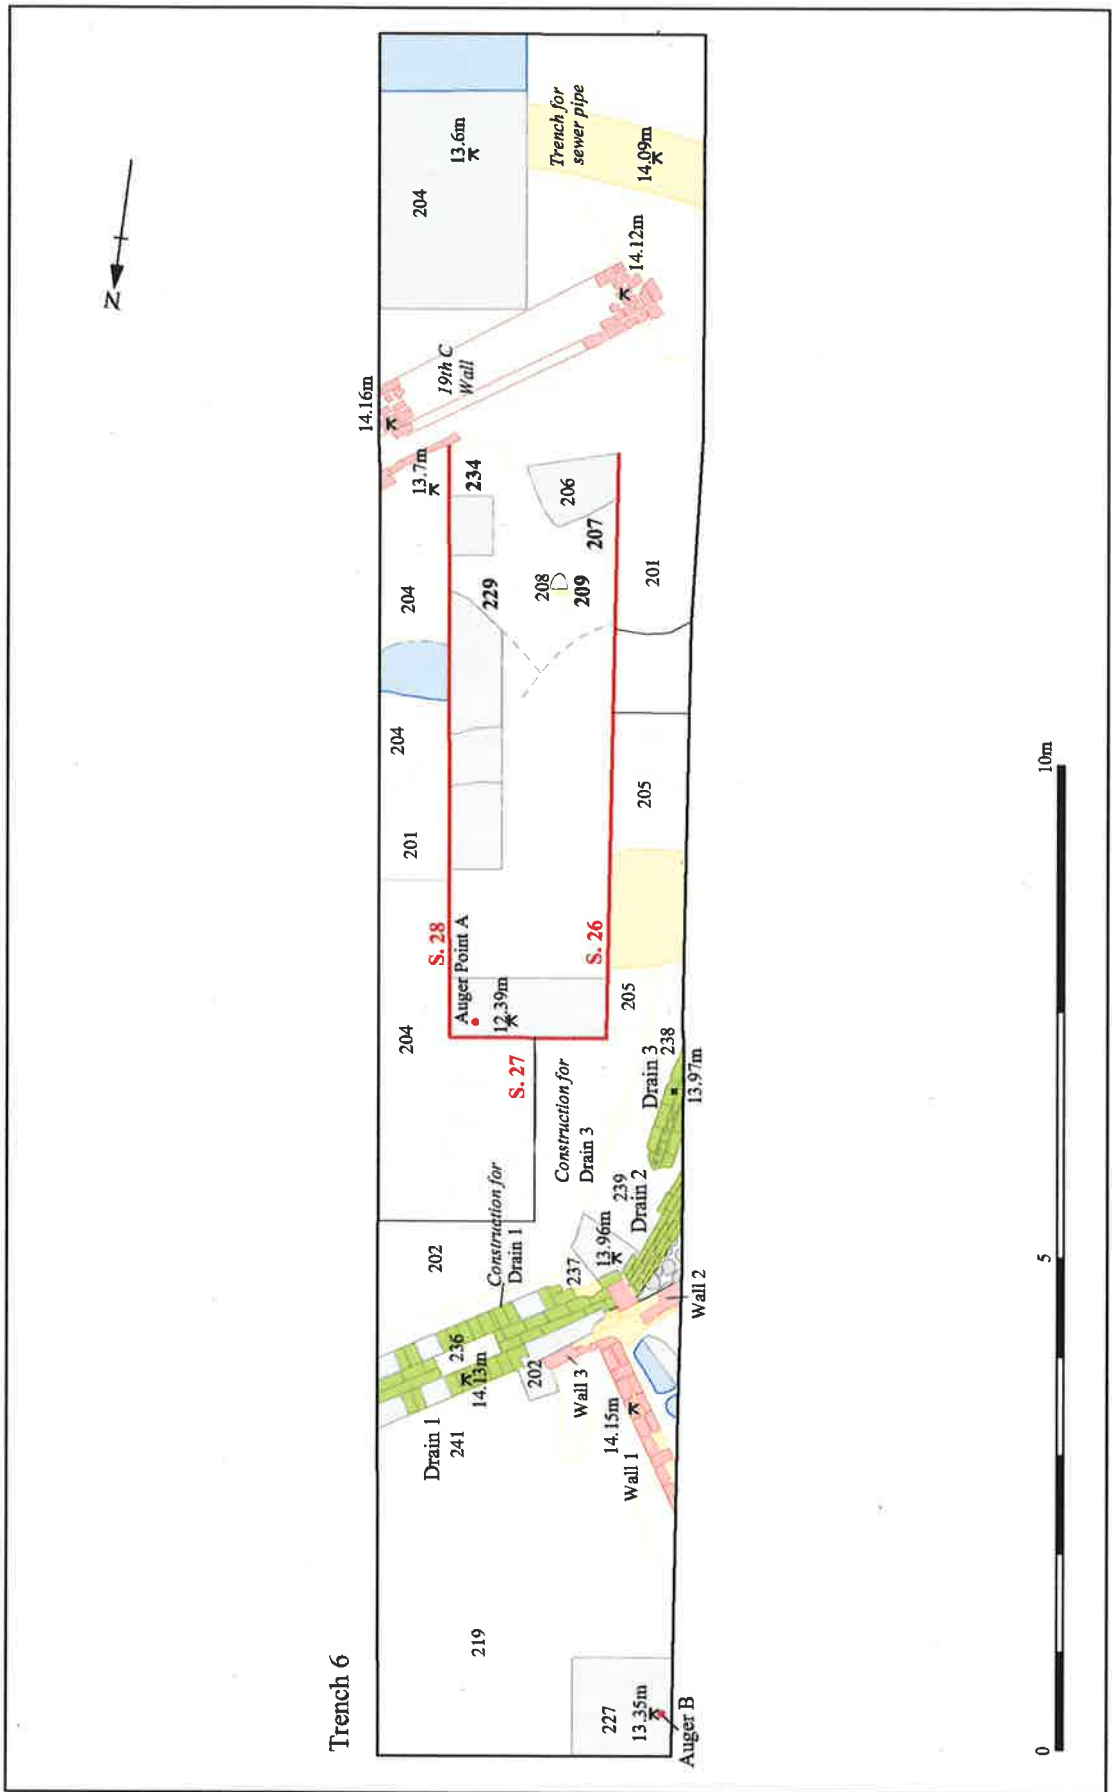 Trench 6
N
13.6m
204
Trench for
sewer pipe
14.09m
14.12m
19th C
Wall
14.16m
13.7m
234
206
207
204
229
208
209
201
204
201
205
S. 28
Auger Point A
S. 26
12.39m
205
204
S. 27
Construction for
Drain 3
Drain 3
238
13.97m
Construction for
Drain 1
202
239
Drain 2
237
13.96m
Wall 2
236
14.13m
202
Wall 3
Drain 1
241
14.15m
Wall 1
219
227
13.35m
Auger B
0
5
10m